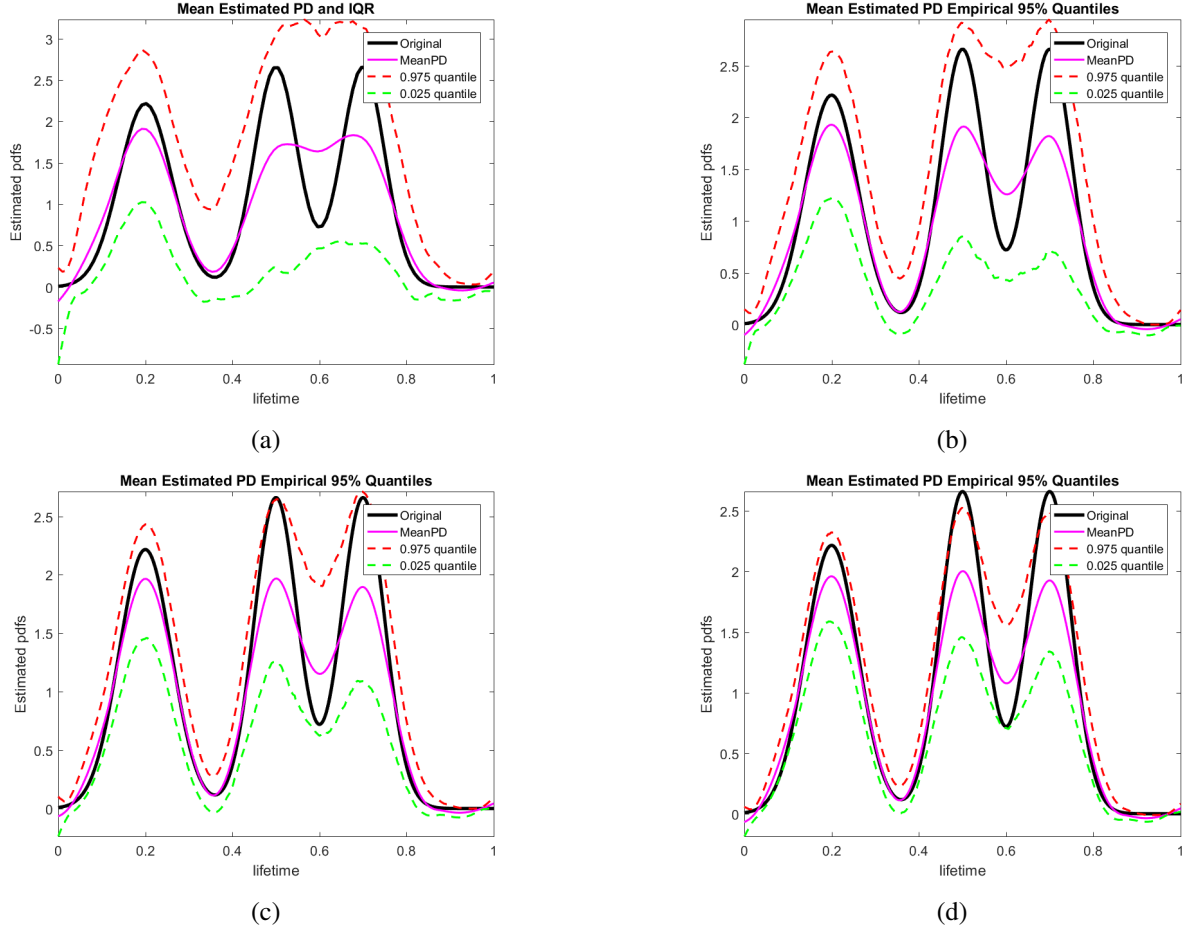 Mean Estimated PD and IQR
3
2.5
2
1.5
1
0.5
0
-0.5
Estimated pdfs
Original
MeanPD
0.975 quantile
0.025 quantile
0 0.2 0.4 0.6 0.8 1
lifetime
(a)
Mean Estimated PD Empirical 95% Quantiles
2.5
2
1.5
1
0.5
0
Estimated pdfs
Original
MeanPD
0.975 quantile
0.025 quantile
0 0.2 0.4 0.6 0.8 1
lifetime
(b)
Mean Estimated PD Empirical 95% Quantiles
2.5
2
1.5
1
0.5
0
Estimated pdfs
Original
MeanPD
0.975 quantile
0.025 quantile
0 0.2 0.4 0.6 0.8 1
lifetime
(c)
Mean Estimated PD Empirical 95% Quantiles
2.5
2
1.5
1
0.5
0
Estimated pdfs
Original
MeanPD
0.975 quantile
0.025 quantile
0 0.2 0.4 0.6 0.8 1
lifetime
(d)